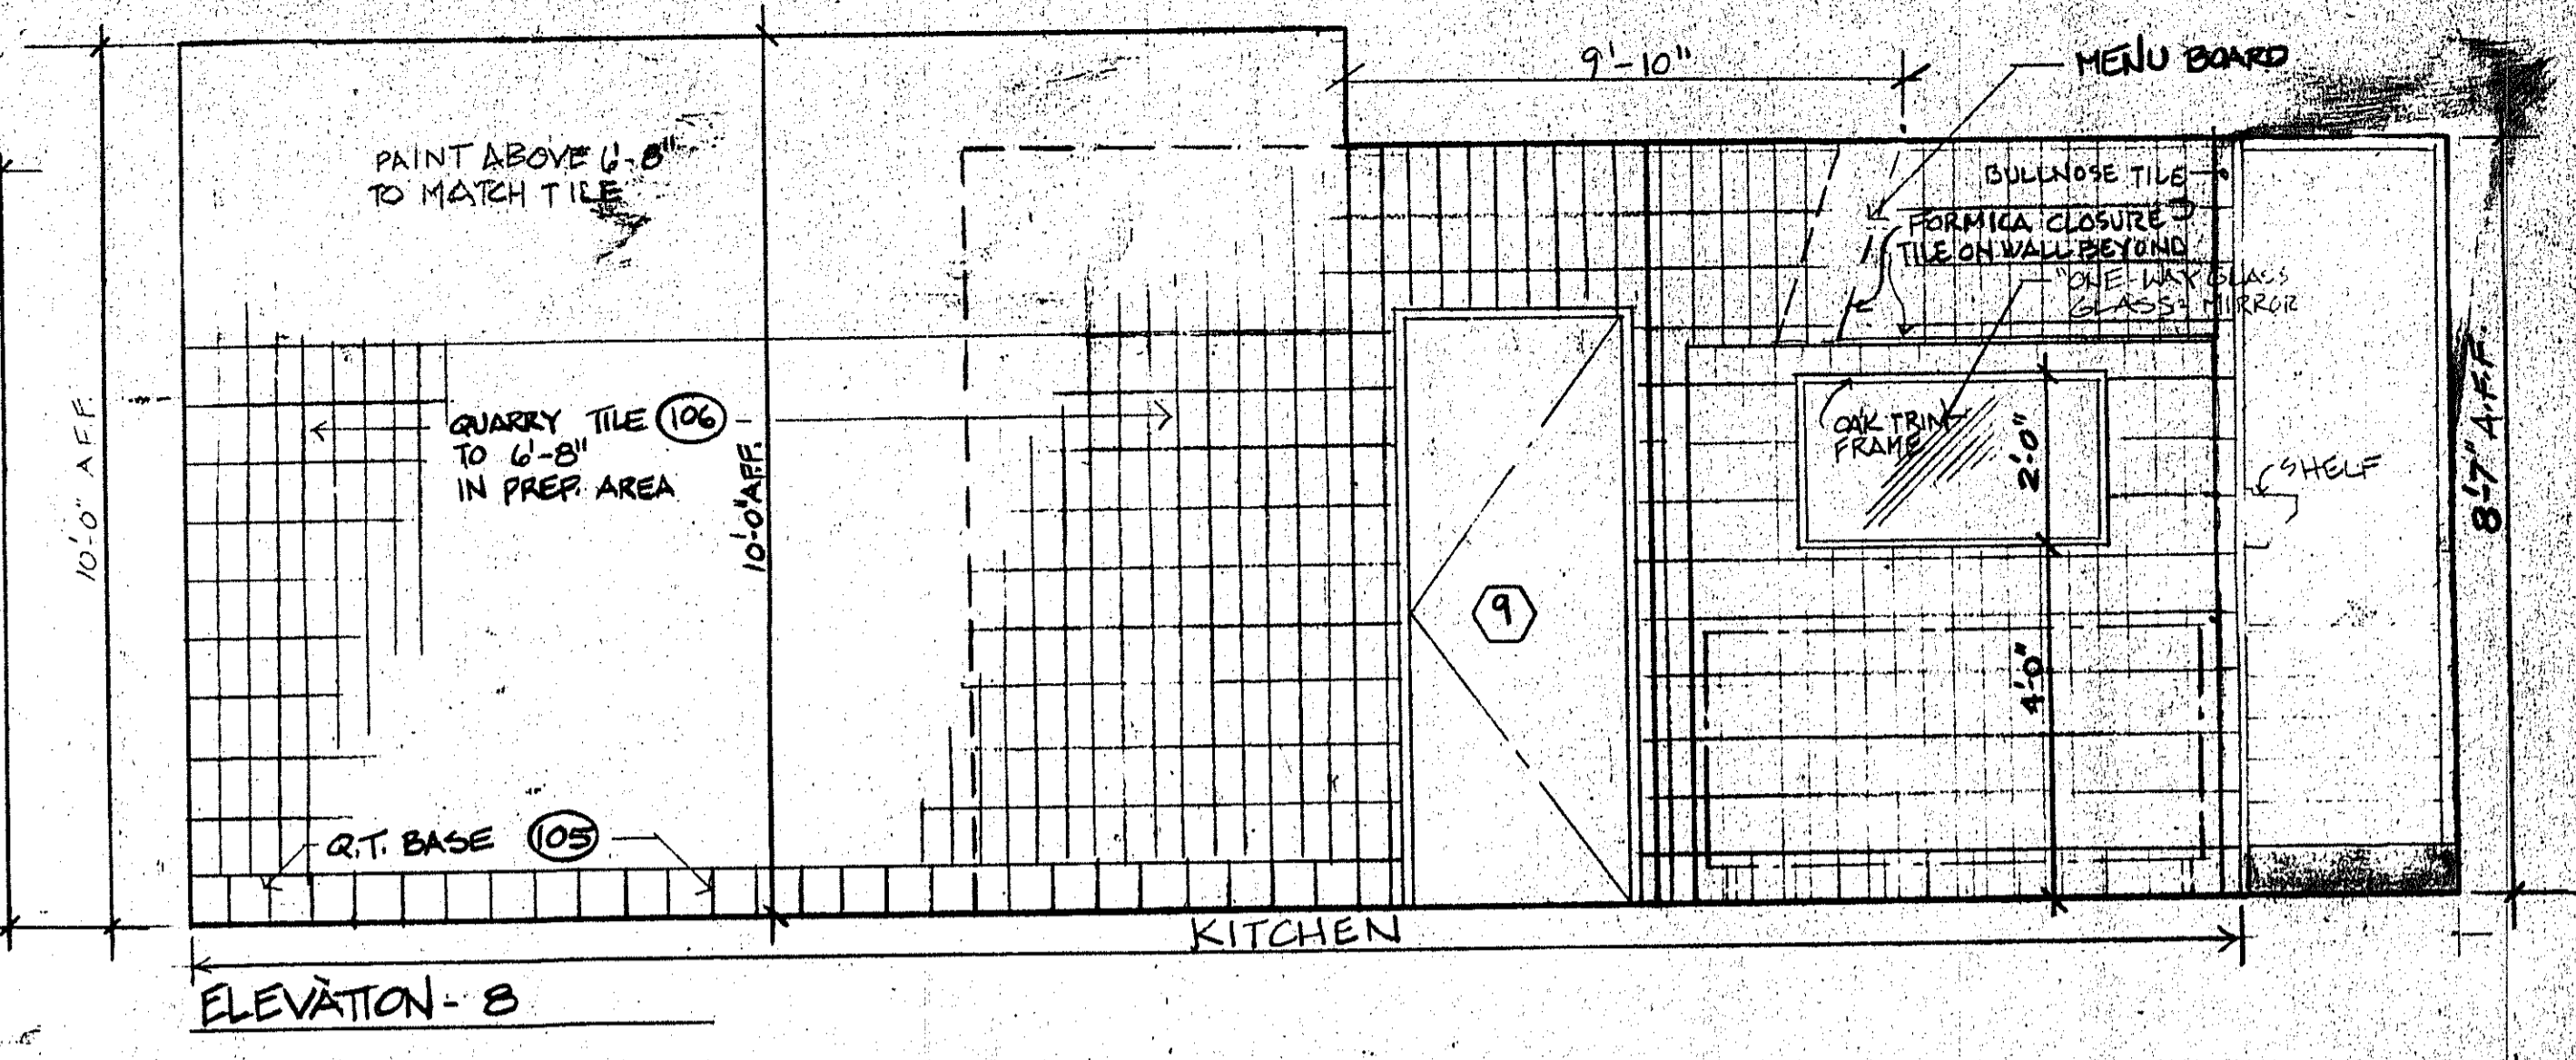 9'-10"
MENU BOARD
PAINT ABOVE 6'-8"
TO MATCH TILE
BULLNOSE TILE
FORMICA CLOSURE
TILE ON WALL BEYOND
"ONE-WAY GLASS
GLASS= MIRROR
10'-0" A.F.F.
QUARRY TILE 106
TO 6'-8"
IN PREP. AREA
10'-0" A.F.F.
OAK TRIM
FRAME
2'-0"
SHELF
8'-7" A.F.F.
9
4'-0"
Q.T. BASE 105
KITCHEN
ELEVATION - 8